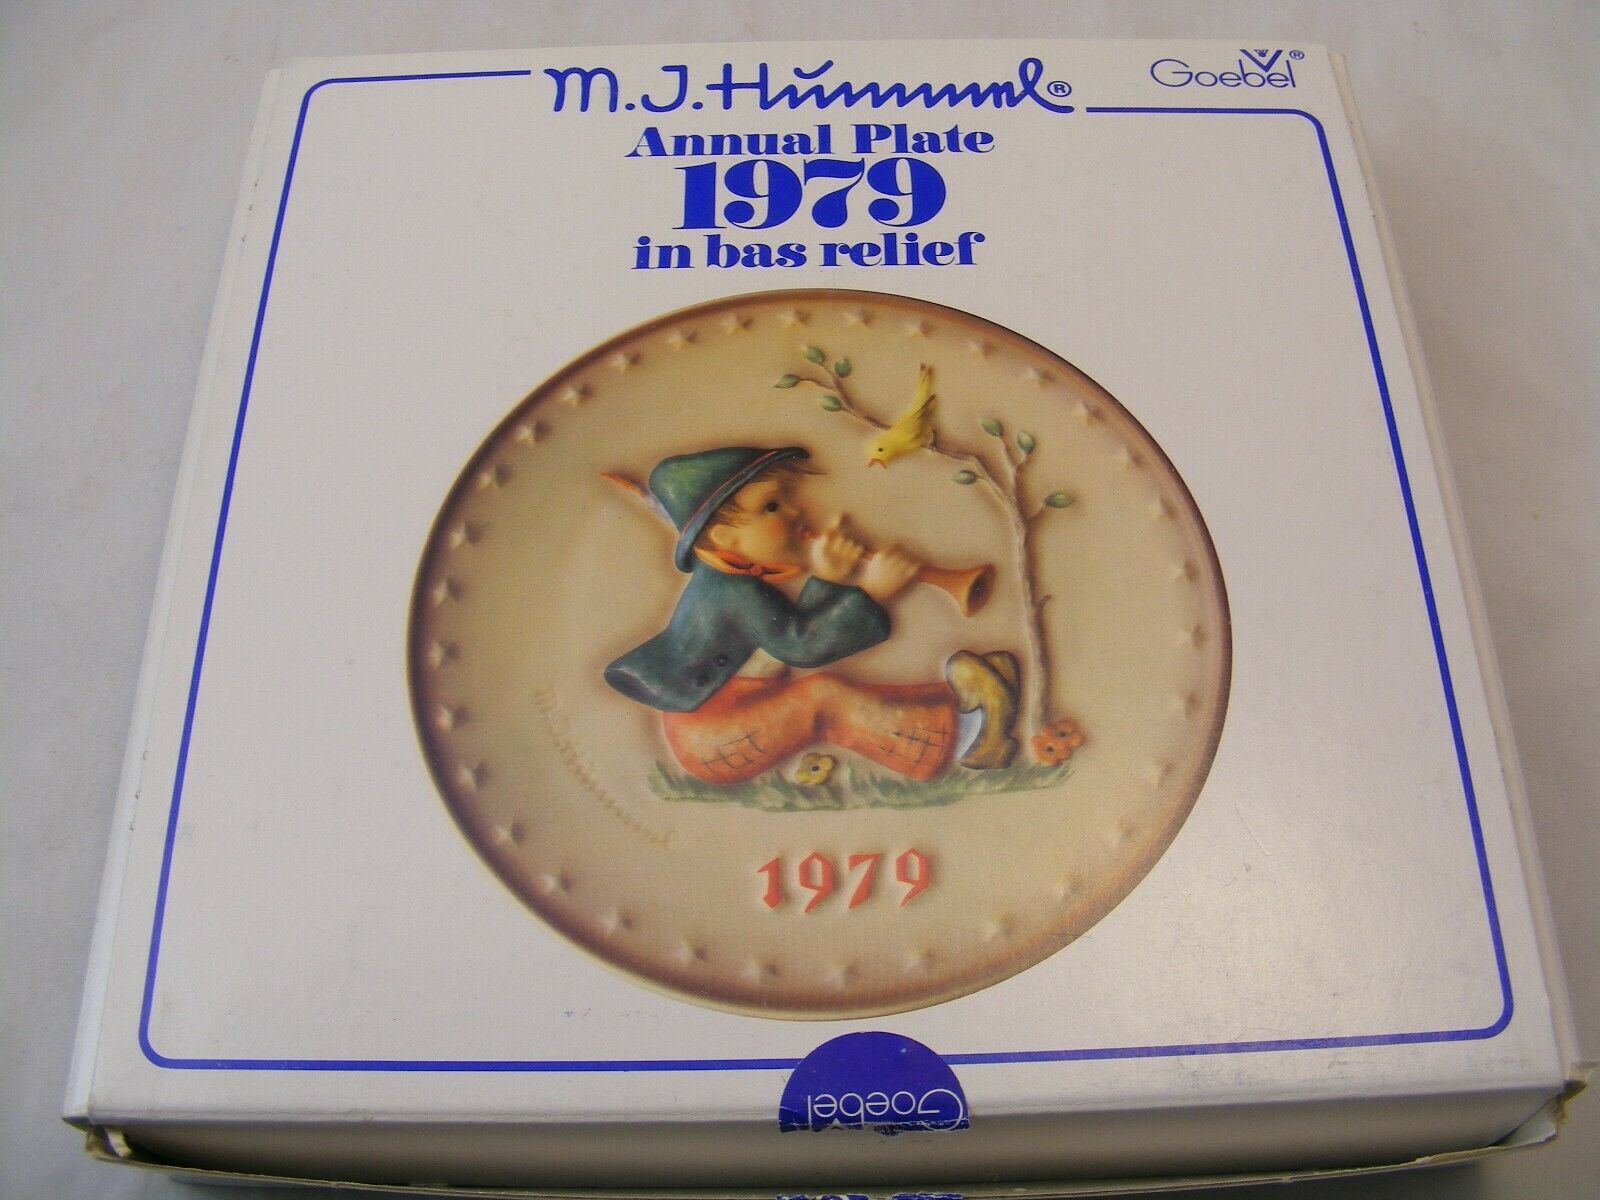 M.J.Hummel®
Goebel®
Annual Plate
1979
in bas relief
M.J.Hummel
1979
Goebel